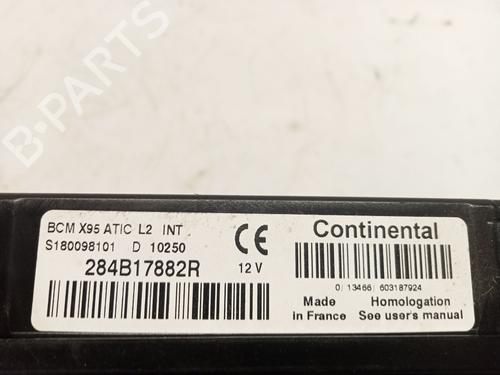 B-PARTS
BCM X95 ATIC L2 INT
S180098101 D 10250
284B17882R
CE
12 V
Continental
0/13466/603187924
Made in France
Homologation
See user's manual